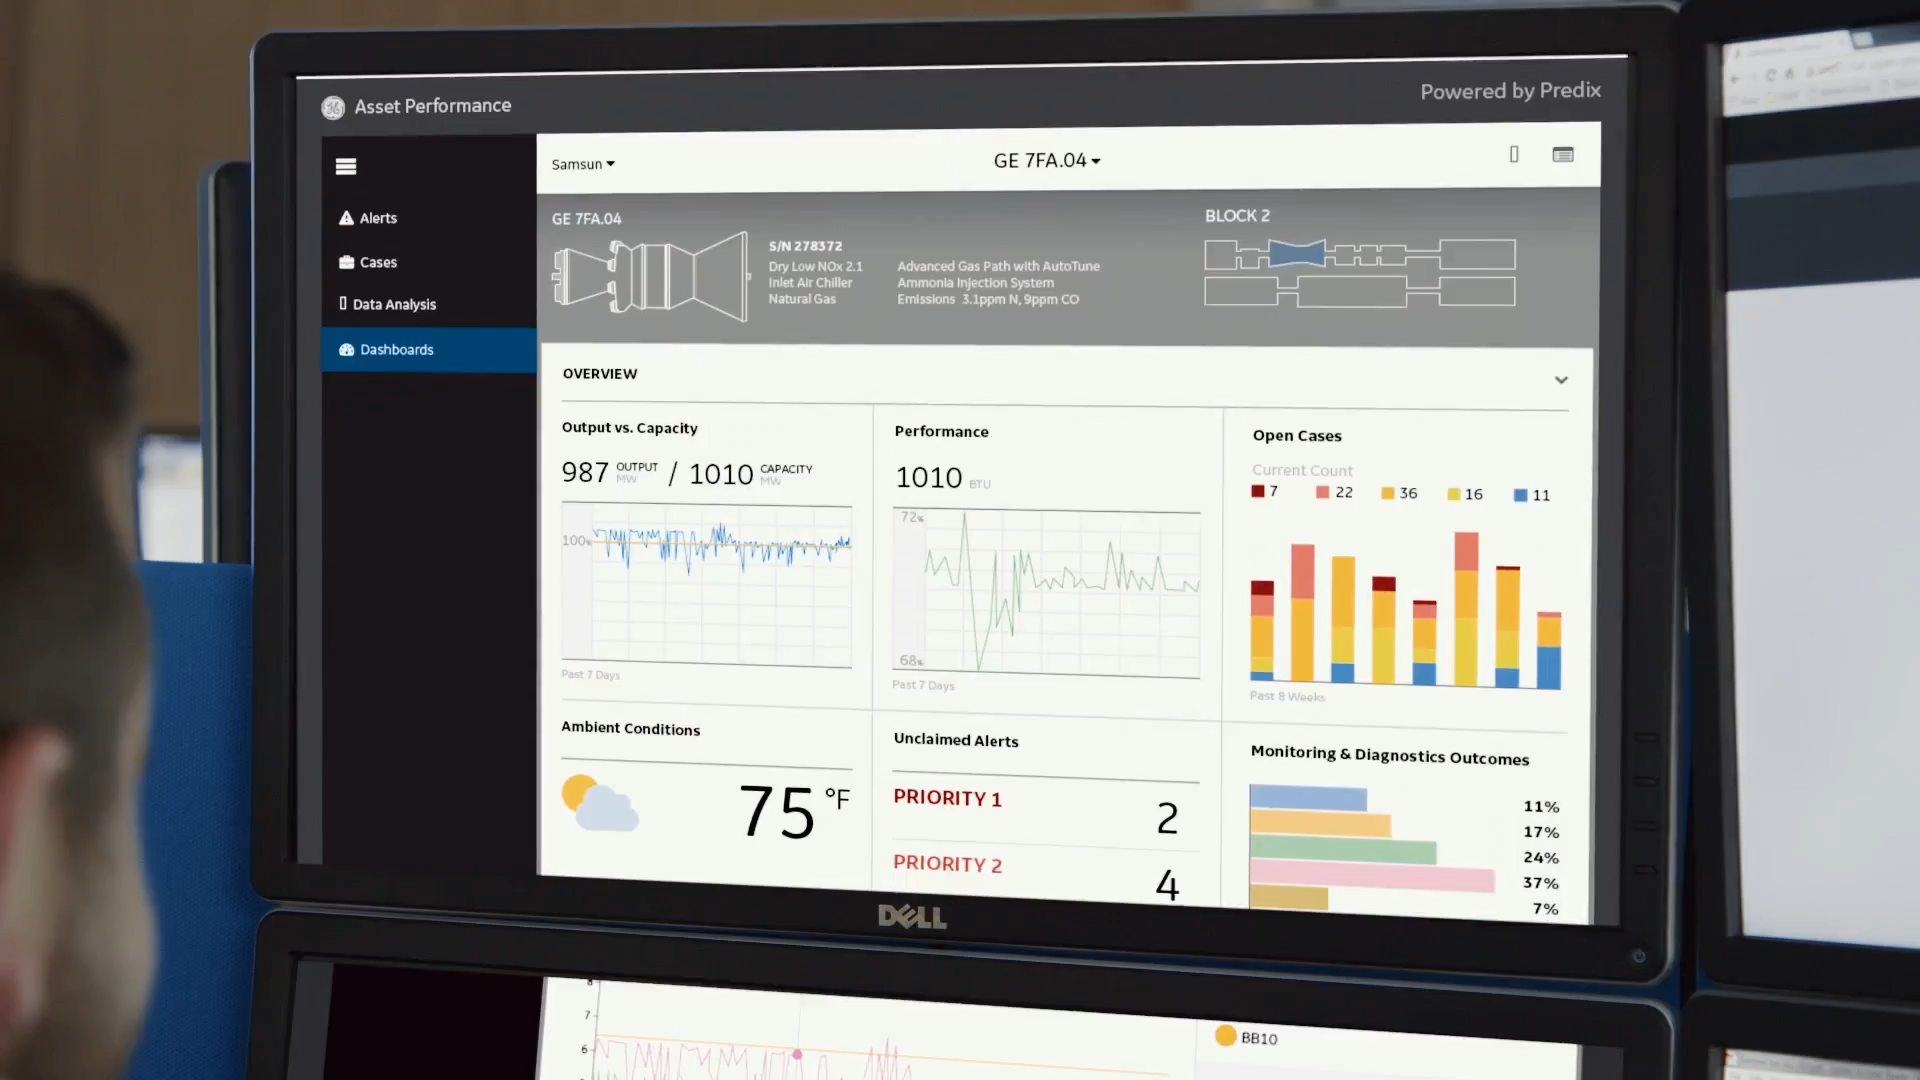 Asset Performance
Powered by Predix
Samsun
GE 7FA.04
Alerts
Cases
Data Analysis
Dashboards
GE 7FA.04
S/N 278372
Dry Low NOx 2.1
Inlet Air Chiller
Natural Gas
Advanced Gas Path with AutoTune
Ammonia Injection System
Emissions 3.1ppm N, 9ppm CO
BLOCK 2
OVERVIEW
Output vs. Capacity
987 OUTPUT MW / 1010 CAPACITY MW
100%
Past 7 Days
Performance
1010 BTU
72%
68%
Past 7 Days
Open Cases
Current Count
7 22 36 16 11
Past 8 Weeks
Ambient Conditions
75 °F
Unclaimed Alerts
PRIORITY 1 2
PRIORITY 2 4
Monitoring & Diagnostics Outcomes
11%
17%
24%
37%
7%
DELL
8
7
6
BB10